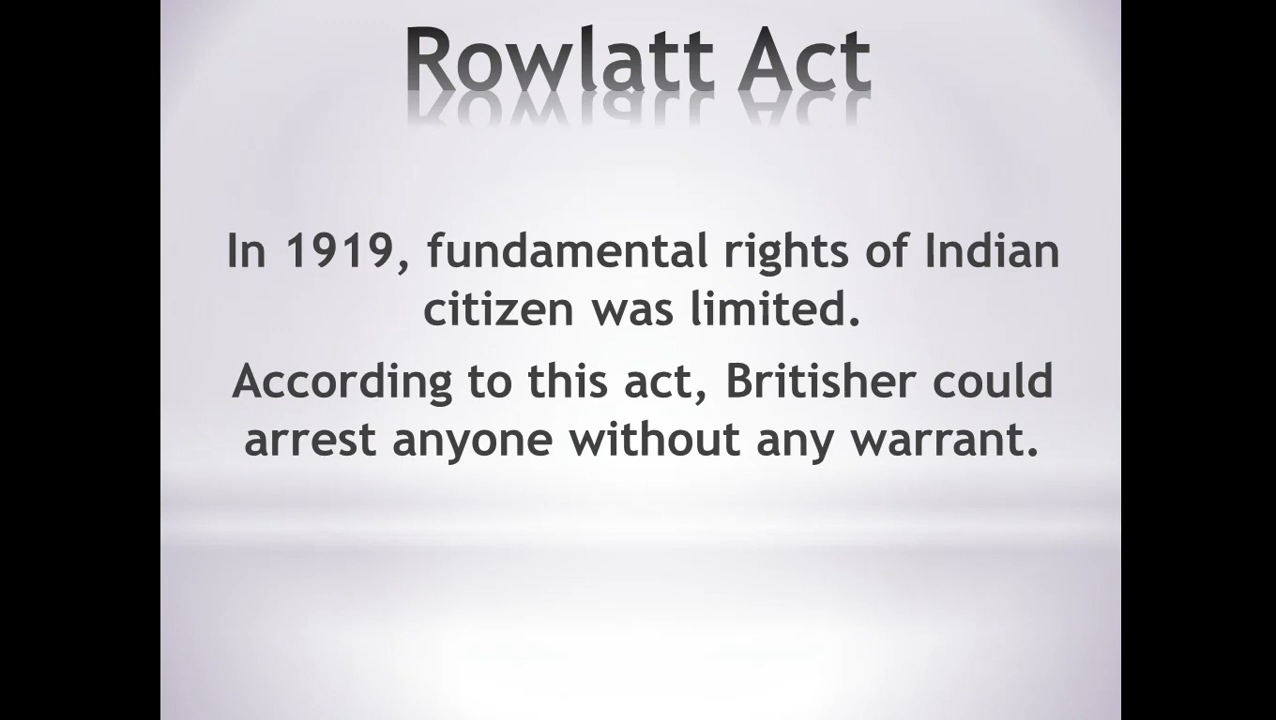 Rowlatt Act
In 1919, fundamental rights of Indian
citizen was limited.
According to this act, Britisher could
arrest anyone without any warrant.